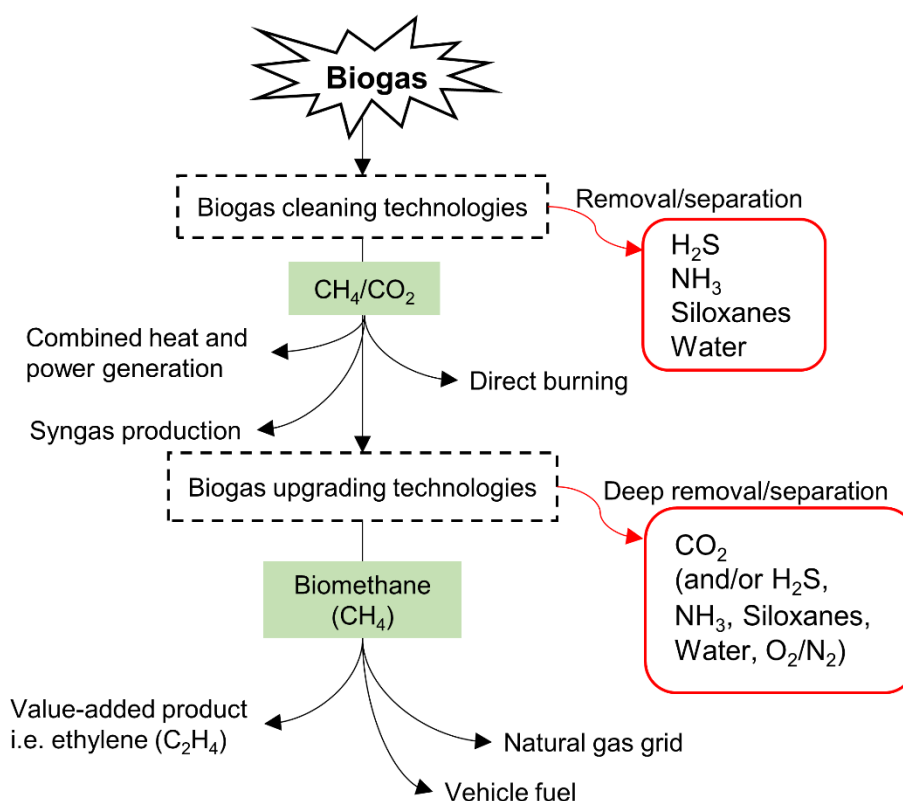 Biogas
Biogas cleaning technologies
Removal/separation
H₂S
NH₃
Siloxanes
Water
CH₄/CO₂
Combined heat and
power generation
Direct burning
Syngas production
Biogas upgrading technologies
Deep removal/separation
CO₂
(and/or H₂S,
NH₃, Siloxanes,
Water, O₂/N₂)
Biomethane
(CH₄)
Value-added product
i.e. ethylene (C₂H₄)
Natural gas grid
Vehicle fuel